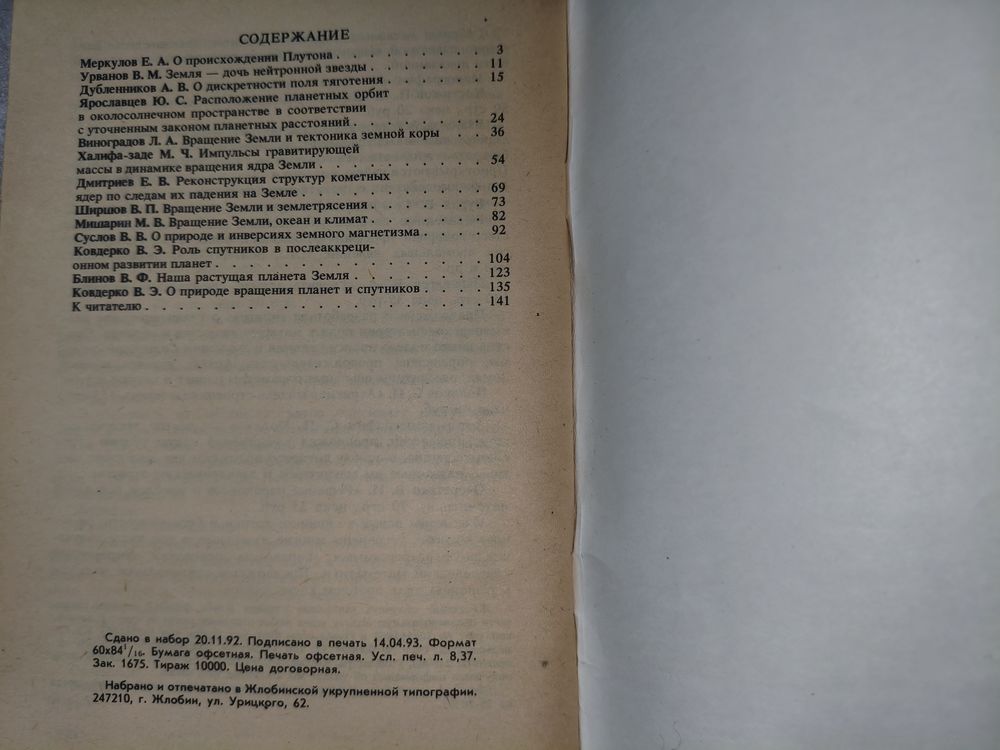 СОДЕРЖАНИЕ
Меркулов Е. А. О происхождении Плутона . . . . . . . . 3
Урванов В. М. Земля — дочь нейтронной звезды . . . . . . 11
Дубленников А. В. О дискретности поля тяготения . . . . . 15
Ярославцев Ю. С. Расположение планетных орбит
в околосолнечном пространстве в соответствии
с уточненным законом планетных расстояний . . . . . . . 24
Виноградов Л. А. Вращение Земли и тектоника земной коры . . 36
Халифа-заде М. Ч. Импульсы гравитирующей
массы в динамике вращения ядра Земли . . . . . . . . 54
Дмитриев Е. В. Реконструкция структур кометных
ядер по следам их падения на Земле . . . . . . . . . 69
Ширшов В. П. Вращение Земли и землетрясения . . . . . . 73
Мишарин М. В. Вращение Земли, океан и климат . . . . . . 82
Суслов В. В. О природе и инверсиях земного магнетизма . . . 92
Ковдерко В. Э. Роль спутников в послеаккреци-
онном развитии планет . . . . . . . . . . . . . . 104
Блинов В. Ф. Наша растущая планета Земля . . . . . . . 123
Ковдерко В. Э. О природе вращения планет и спутников . . . . 135
К читателю . . . . . . . . . . . . . . . . . . 141
Сдано в набор 20.11.92. Подписано в печать 14.04.93. Формат
60х84 1/16. Бумага офсетная. Печать офсетная. Усл. печ. л. 8,37.
Зак. 1675. Тираж 10000. Цена договорная.
Набрано и отпечатано в Жлобинской укрупненной типографии.
247210, г. Жлобин, ул. Урицкого, 62.